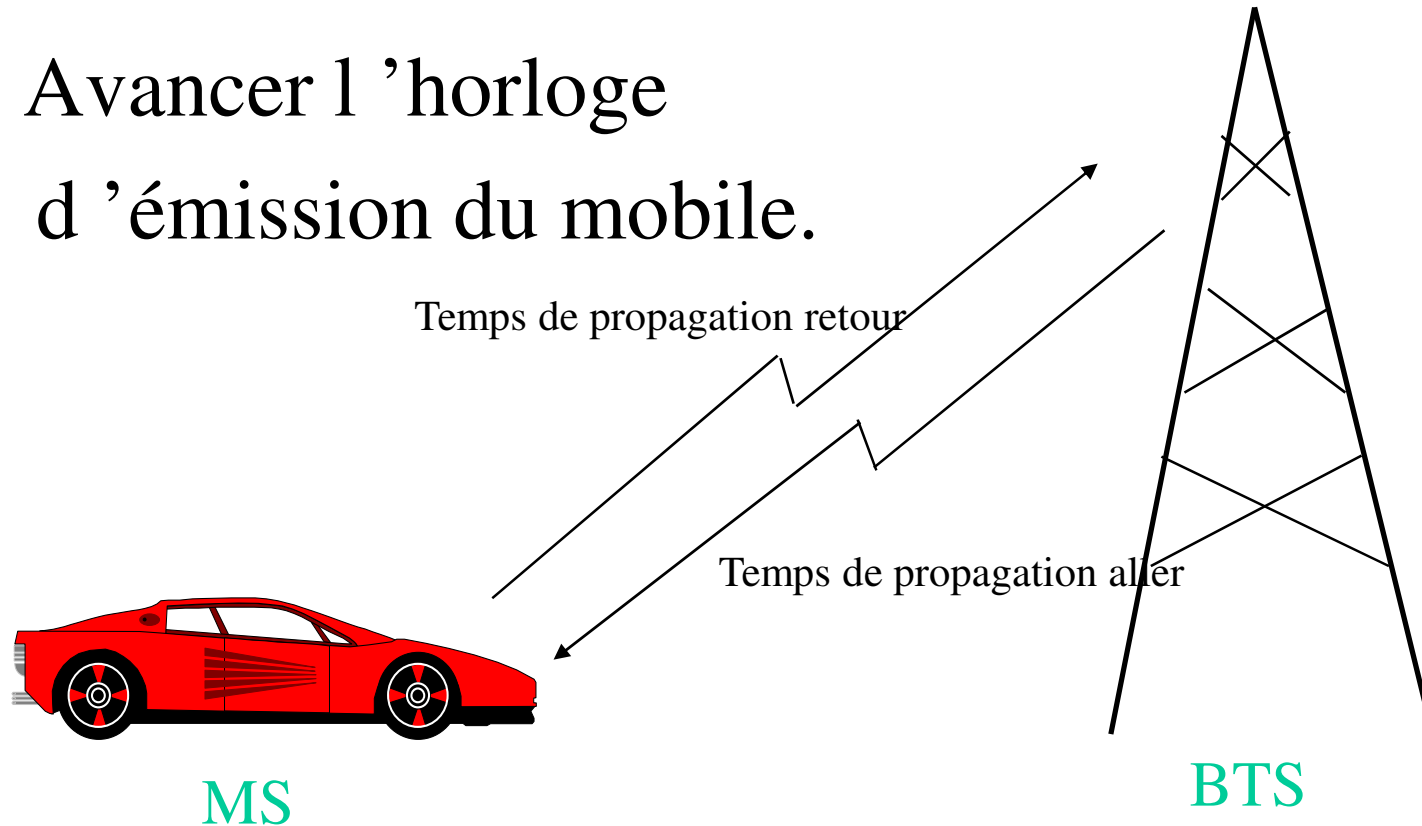 Avancer l ’horloge
d ’émission du mobile.
Temps de propagation retour
Temps de propagation aller
MS
BTS